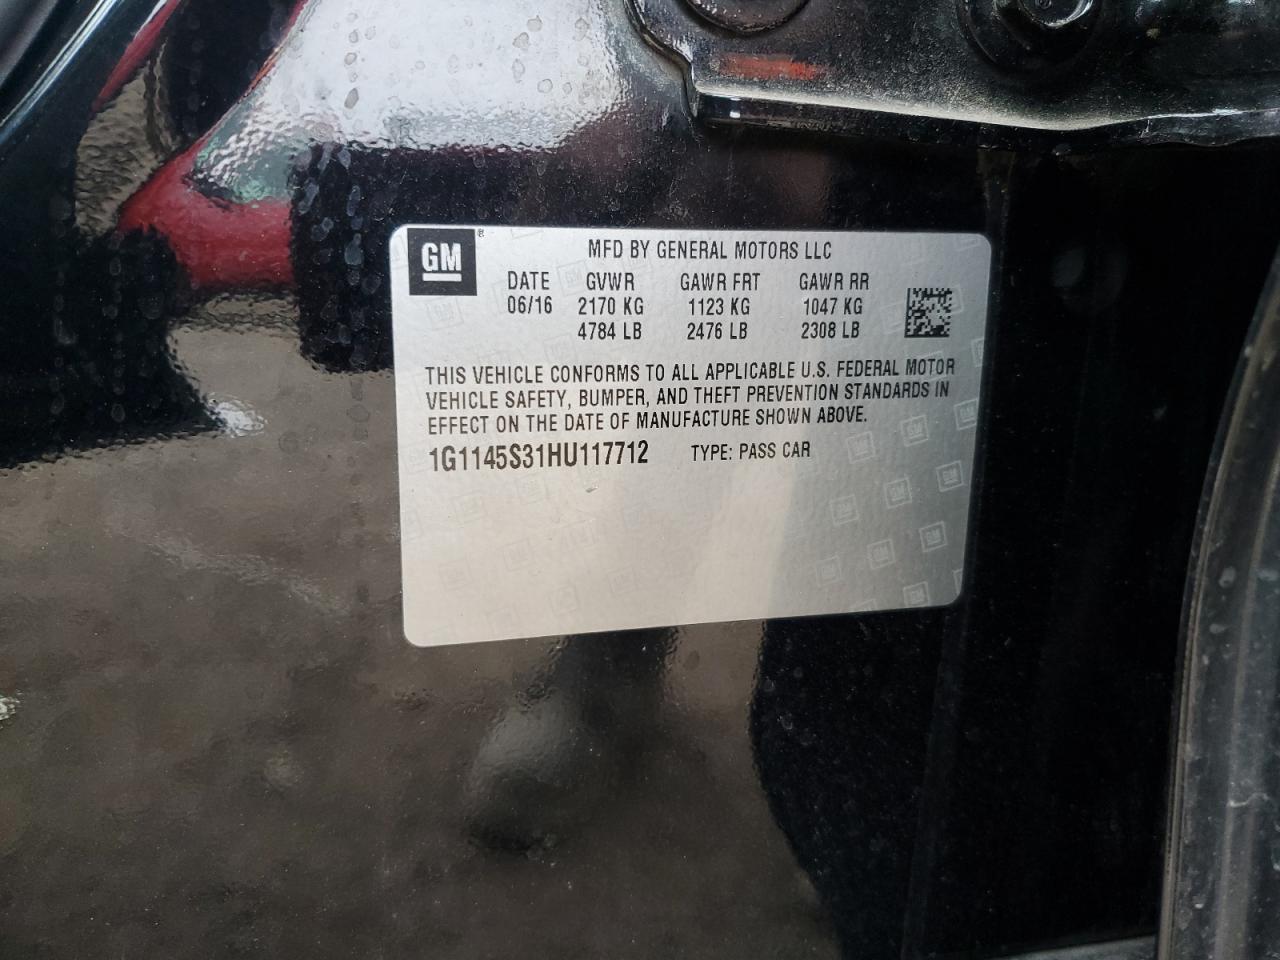 GM ®
MFD BY GENERAL MOTORS LLC
DATE GVWR GAWR FRT GAWR RR
06/16 2170 KG 1123 KG 1047 KG
4784 LB 2476 LB 2308 LB
THIS VEHICLE CONFORMS TO ALL APPLICABLE U.S. FEDERAL MOTOR
VEHICLE SAFETY, BUMPER, AND THEFT PREVENTION STANDARDS IN
EFFECT ON THE DATE OF MANUFACTURE SHOWN ABOVE.
1G1145S31HU117712 TYPE: PASS CAR